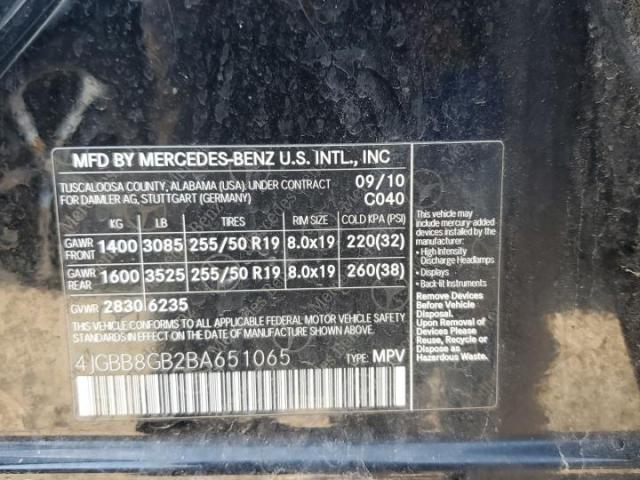 MFD BY MERCEDES-BENZ U.S. INTL., INC
TUSCALOOSA COUNTY, ALABAMA (USA) UNDER CONTRACT 09/10
FOR DAIMLER AG, STUTTGART (GERMANY) C040
KG LB TIRES RIM SIZE COLD KPA (PSI)
GAWR FRONT 1400 3085 255/50 R19 8.0x19 220(32)
GAWR REAR 1600 3525 255/50 R19 8.0x19 260(38)
GVWR 2830 6235
THIS VEHICLE CONFORMS TO ALL APPLICABLE FEDERAL MOTOR VEHICLE SAFETY
STANDARDS IN EFFECT ON THE DATE OF MANUFACTURE SHOWN ABOVE.
4JGBB8GB2BA651065 TYPE: MPV
This vehicle may include
mercury-added
devices installed by the
manufacturer:
• High Intensity
Discharge Headlamps
• Displays
• Back-lit Instruments
Remove Devices
Before Vehicle
Disposal.
Upon Removal of
Devices Please
Reuse, Recycle or
Dispose as
Hazardous Waste.